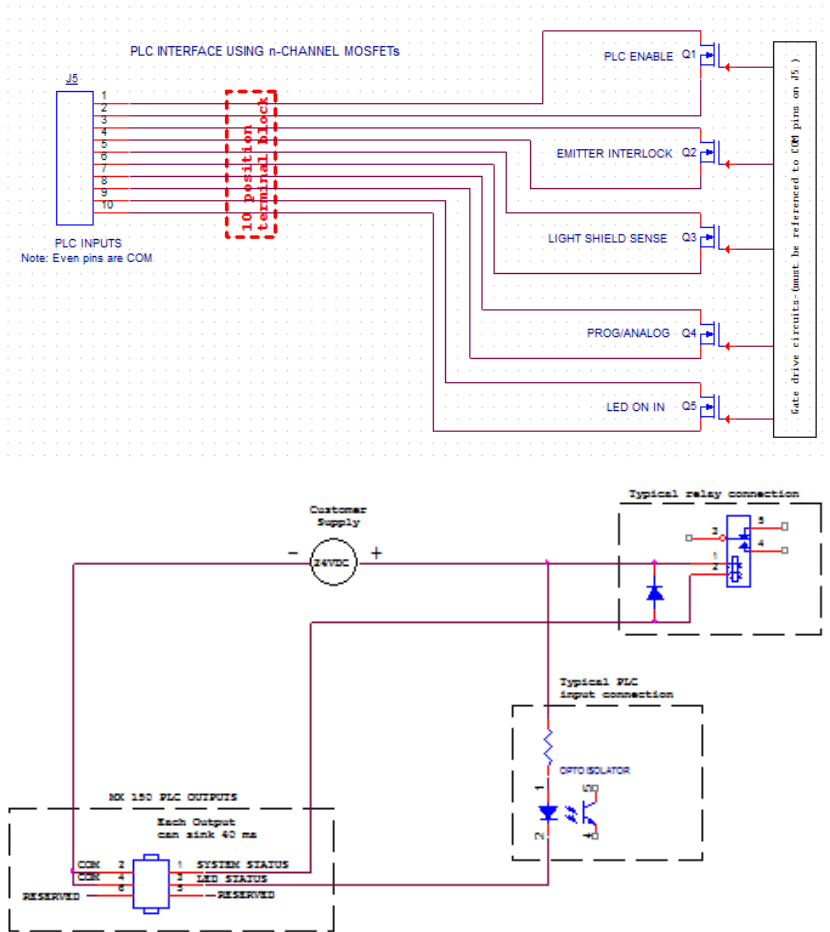 PLC INTERFACE USING n-CHANNEL MOSFETs
J5
1
2
3
4
5
6
7
8
9
10
10 position
terminal block
PLC INPUTS
Note: Even pins are COM
PLC ENABLE Q1
EMITTER INTERLOCK Q2
LIGHT SHIELD SENSE Q3
PROG/ANALOG Q4
LED ON IN Q5
Gate drive circuits-(must be referenced to COM pins on J5 )
Typical relay connection
3
5
4
1
2
Customer
Supply
- 24VDC +
Typical PLC
input connection
OPTO ISOLATOR
1
5
2
4
NX 150 PLC OUTPUTS
Each Output
can sink 40 ma
COM 2 1 SYSTEM STATUS
COM 4 3 LED STATUS
RESERVED 6 5 RESERVED